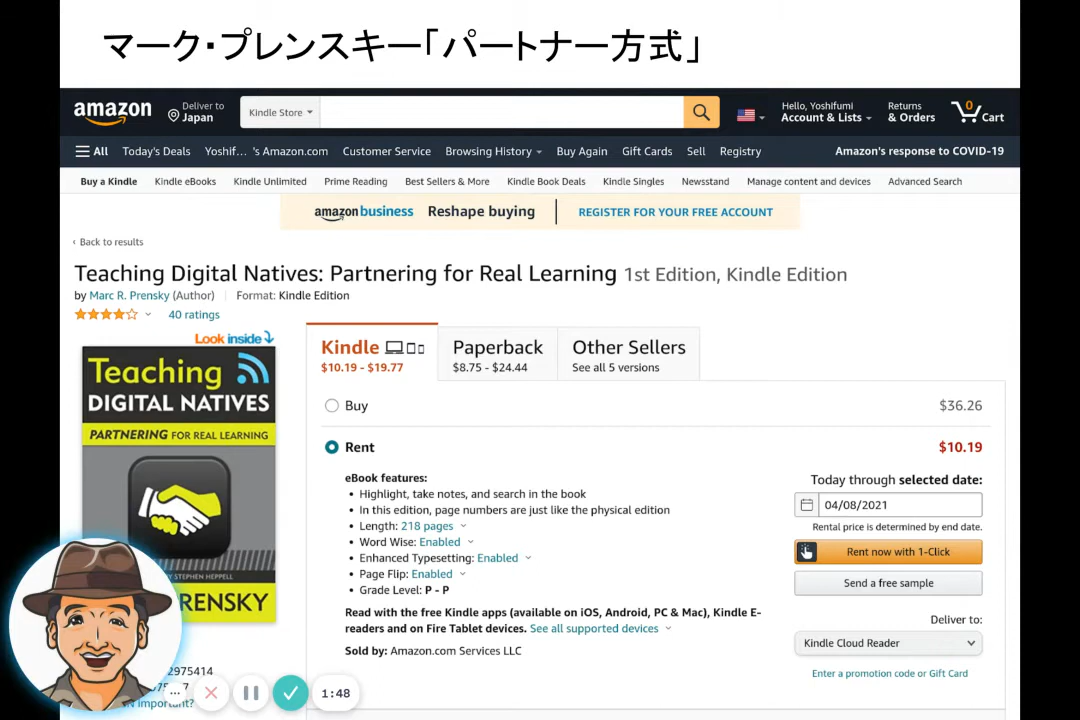 マーク・プレンスキー「パートナー方式」
amazon
Deliver to
Japan
Kindle Store
Hello, Yoshifumi
Account & Lists
Returns
& Orders
0
Cart
All
Today's Deals
Yoshif... 's Amazon.com
Customer Service
Browsing History
Buy Again
Gift Cards
Sell
Registry
Amazon's response to COVID-19
Buy a Kindle
Kindle eBooks
Kindle Unlimited
Prime Reading
Best Sellers & More
Kindle Book Deals
Kindle Singles
Newsstand
Manage content and devices
Advanced Search
amazon business
Reshape buying
REGISTER FOR YOUR FREE ACCOUNT
‹ Back to results
Teaching Digital Natives: Partnering for Real Learning 1st Edition, Kindle Edition
by Marc R. Prensky (Author)
Format: Kindle Edition
40 ratings
Look inside
Teaching
DIGITAL NATIVES
PARTNERING FOR REAL LEARNING
STEPHEN HEPPELL
RENSKY
Kindle
$10.19 - $19.77
Paperback
$8.75 - $24.44
Other Sellers
See all 5 versions
Buy
$36.26
Rent
$10.19
eBook features:
• Highlight, take notes, and search in the book
• In this edition, page numbers are just like the physical edition
• Length: 218 pages
• Word Wise: Enabled
• Enhanced Typesetting: Enabled
• Page Flip: Enabled
• Grade Level: P - P
Read with the free Kindle apps (available on iOS, Android, PC & Mac), Kindle E-
readers and on Fire Tablet devices. See all supported devices
Sold by: Amazon.com Services LLC
Today through selected date:
04/08/2021
Rental price is determined by end date.
Rent now with 1-Click
Send a free sample
Deliver to:
Kindle Cloud Reader
Enter a promotion code or Gift Card
2975414
important?
1:48